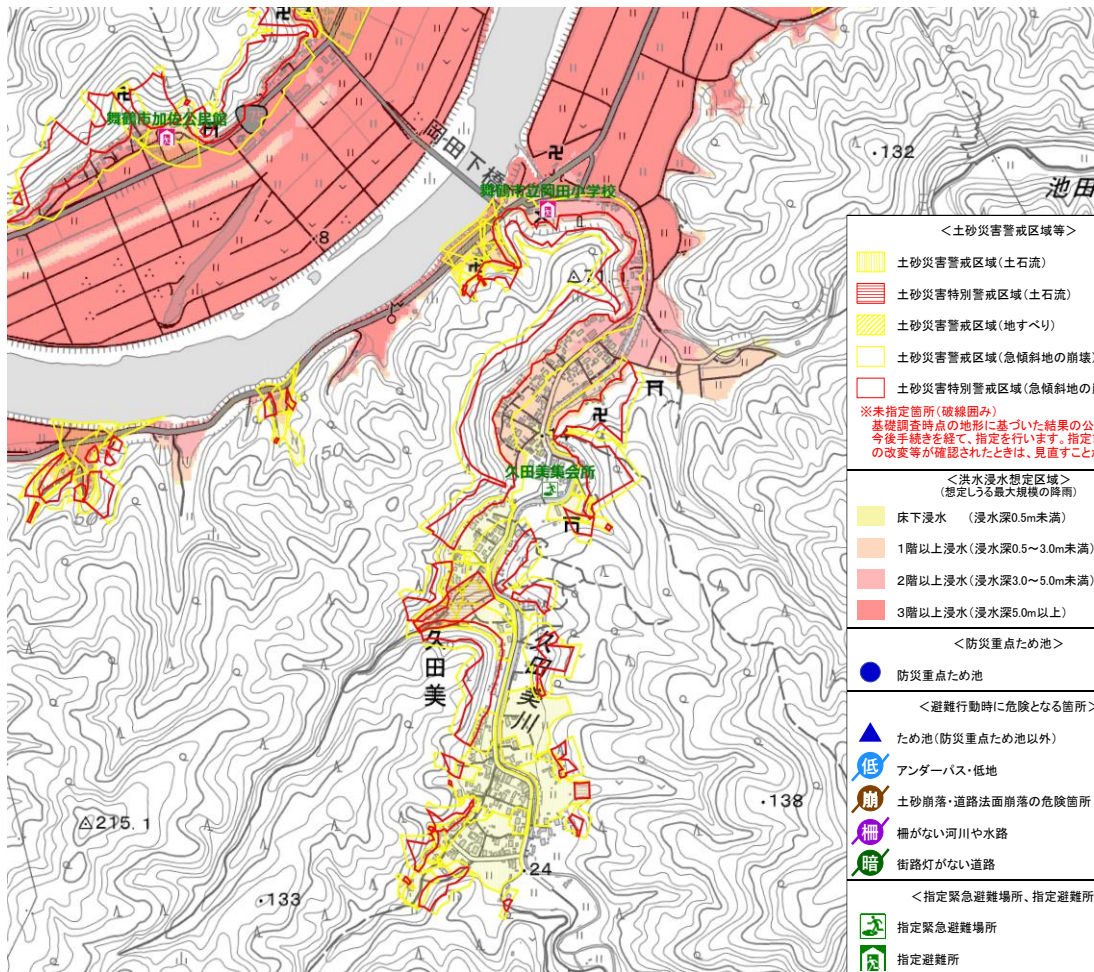 舞鶴市加佐公民館
岡田下橋
舞鶴市立岡田小学校
132
池田
8
71.1
50
久田美集会所
久田美
久田美川
138
215.1
24
133
＜土砂災害警戒区域等＞
土砂災害警戒区域(土石流)
土砂災害特別警戒区域(土石流)
土砂災害警戒区域(地すべり)
土砂災害警戒区域(急傾斜地の崩壊)
土砂災害特別警戒区域(急傾斜地の
※未指定箇所(破線囲み)
基礎調査時点の地形に基づいた結果の公
今後手続きを経て、指定を行います。指定
の改変等が確認されたときは、見直すことが
＜洪水浸水想定区域＞
(想定しうる最大規模の降雨)
床下浸水　(浸水深0.5m未満)
1階以上浸水(浸水深0.5～3.0m未満)
2階以上浸水(浸水深3.0～5.0m未満)
3階以上浸水(浸水深5.0m以上)
＜防災重点ため池＞
防災重点ため池
＜避難行動時に危険となる箇所＞
ため池(防災重点ため池以外)
低 アンダーパス・低地
崩 土砂崩落・道路法面崩落の危険箇所
柵 柵がない河川や水路
暗 街路灯がない道路
＜指定緊急避難場所、指定避難所
指定緊急避難場所
指定避難所